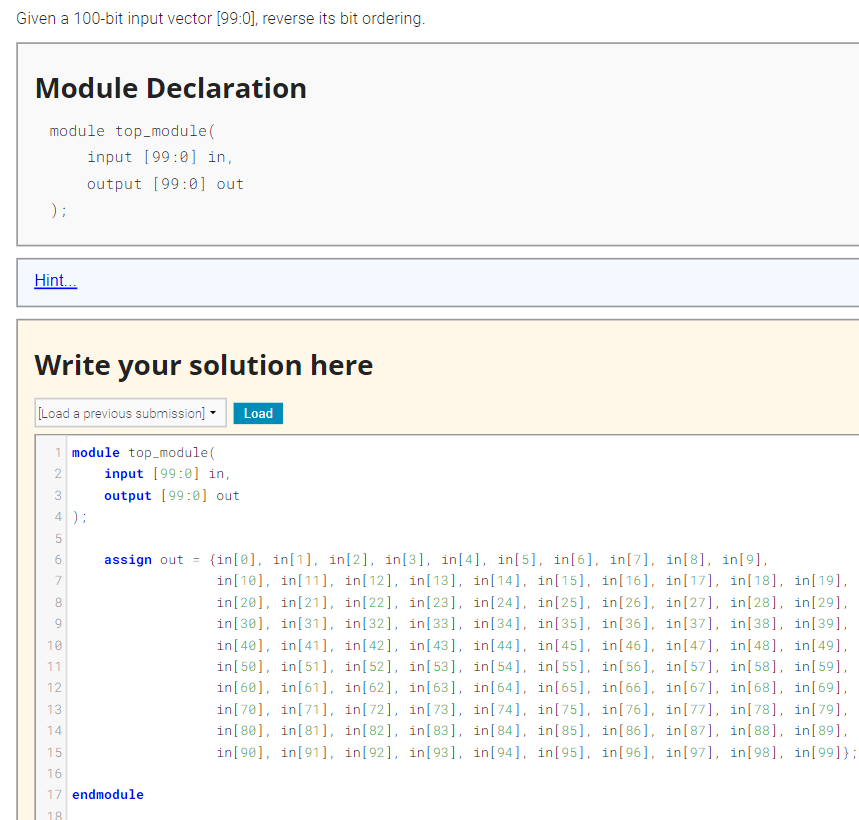 Given a 100-bit input vector [99:0], reverse its bit ordering.
Module Declaration
module top_module(
    input [99:0] in,
    output [99:0] out
);
Hint...
Write your solution here
[Load a previous submission] Load
1 module top_module(
2     input [99:0] in,
3     output [99:0] out
4 );
5
6     assign out = {in[0], in[1], in[2], in[3], in[4], in[5], in[6], in[7], in[8], in[9],
7                   in[10], in[11], in[12], in[13], in[14], in[15], in[16], in[17], in[18], in[19],
8                   in[20], in[21], in[22], in[23], in[24], in[25], in[26], in[27], in[28], in[29],
9                   in[30], in[31], in[32], in[33], in[34], in[35], in[36], in[37], in[38], in[39],
10                  in[40], in[41], in[42], in[43], in[44], in[45], in[46], in[47], in[48], in[49],
11                  in[50], in[51], in[52], in[53], in[54], in[55], in[56], in[57], in[58], in[59],
12                  in[60], in[61], in[62], in[63], in[64], in[65], in[66], in[67], in[68], in[69],
13                  in[70], in[71], in[72], in[73], in[74], in[75], in[76], in[77], in[78], in[79],
14                  in[80], in[81], in[82], in[83], in[84], in[85], in[86], in[87], in[88], in[89],
15                  in[90], in[91], in[92], in[93], in[94], in[95], in[96], in[97], in[98], in[99]};
16
17 endmodule
18